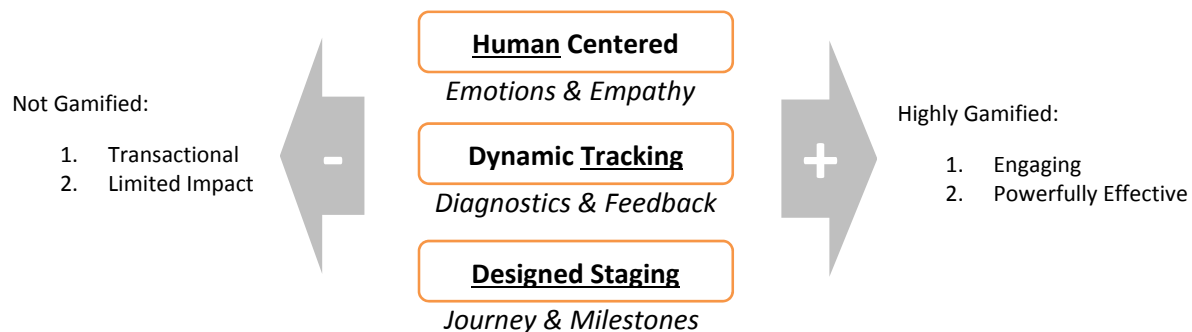 Human Centered
Emotions & Empathy
Not Gamified:
1. Transactional
2. Limited Impact
-
Dynamic Tracking
Diagnostics & Feedback
+
Highly Gamified:
1. Engaging
2. Powerfully Effective
Designed Staging
Journey & Milestones